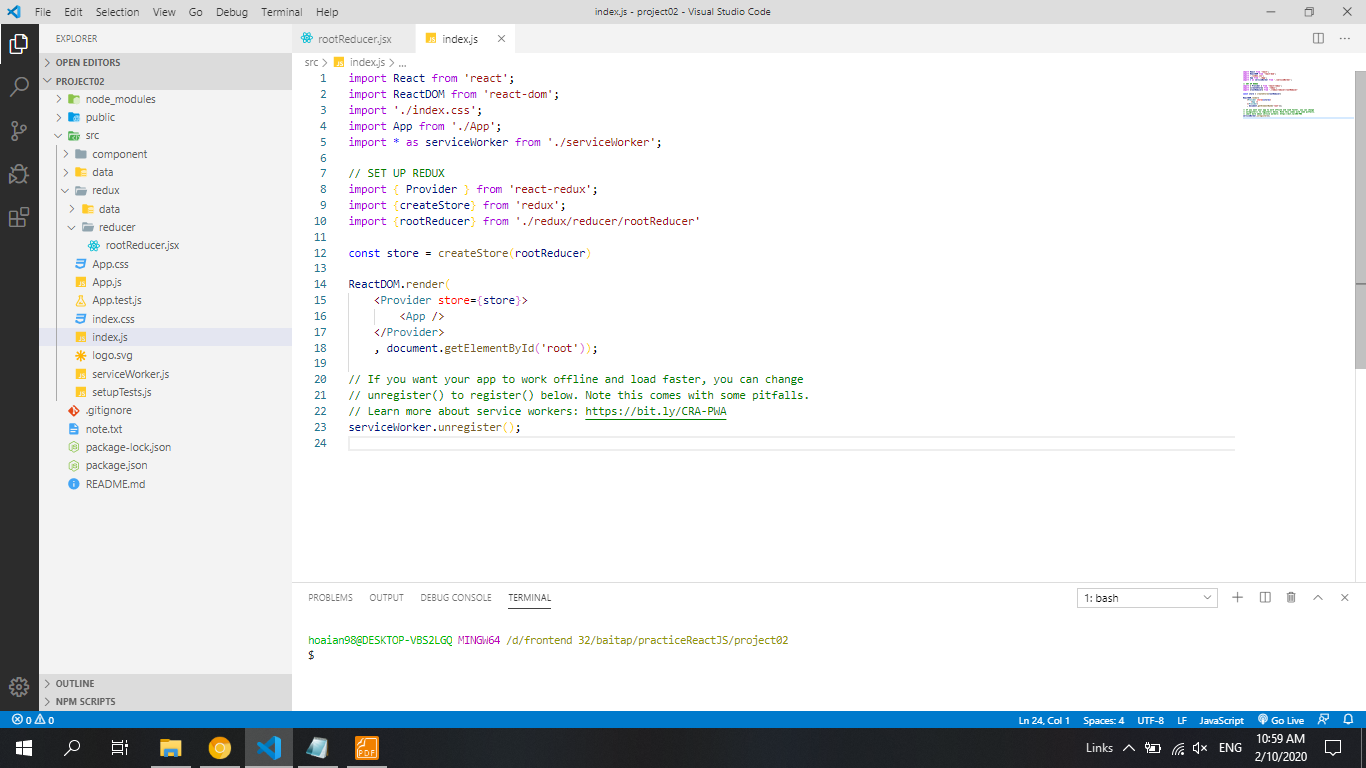 File Edit Selection View Go Debug Terminal Help
index.js - project02 - Visual Studio Code
EXPLORER
OPEN EDITORS
PROJECT02
node_modules
public
src
component
data
redux
data
reducer
rootReducer.jsx
App.css
App.js
App.test.js
index.css
index.js
logo.svg
serviceWorker.js
setupTests.js
.gitignore
note.txt
package-lock.json
package.json
README.md
OUTLINE
NPM SCRIPTS
rootReducer.jsx
index.js
src > index.js > ...
1 import React from 'react';
2 import ReactDOM from 'react-dom';
3 import './index.css';
4 import App from './App';
5 import * as serviceWorker from './serviceWorker';
6
7 // SET UP REDUX
8 import { Provider } from 'react-redux';
9 import {createStore} from 'redux';
10 import {rootReducer} from './redux/reducer/rootReducer'
11
12 const store = createStore(rootReducer)
13
14 ReactDOM.render(
15 <Provider store={store}>
16 <App />
17 </Provider>
18 , document.getElementById('root'));
19
20 // If you want your app to work offline and load faster, you can change
21 // unregister() to register() below. Note this comes with some pitfalls.
22 // Learn more about service workers: https://bit.ly/CRA-PWA
23 serviceWorker.unregister();
24
PROBLEMS OUTPUT DEBUG CONSOLE TERMINAL
1: bash
hoaian98@DESKTOP-VBS2LGQ MINGW64 /d/frontend 32/baitap/practiceReactJS/project02
$
0 0
Ln 24, Col 1 Spaces: 4 UTF-8 LF JavaScript Go Live
PDF
Links
ENG
10:59 AM
2/10/2020